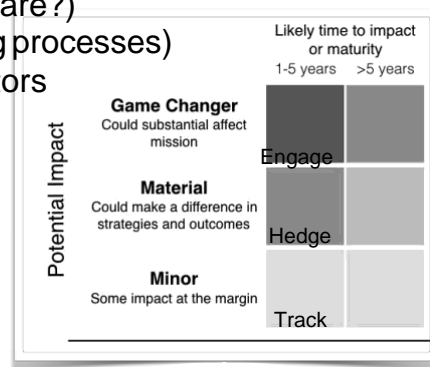 are?)
g processes)
tors
Likely time to impact
or maturity
1-5 years >5 years
Potential Impact
Game Changer
Could substantial affect
mission
Engage
Material
Could make a difference in
strategies and outcomes
Hedge
Minor
Some impact at the margin
Track